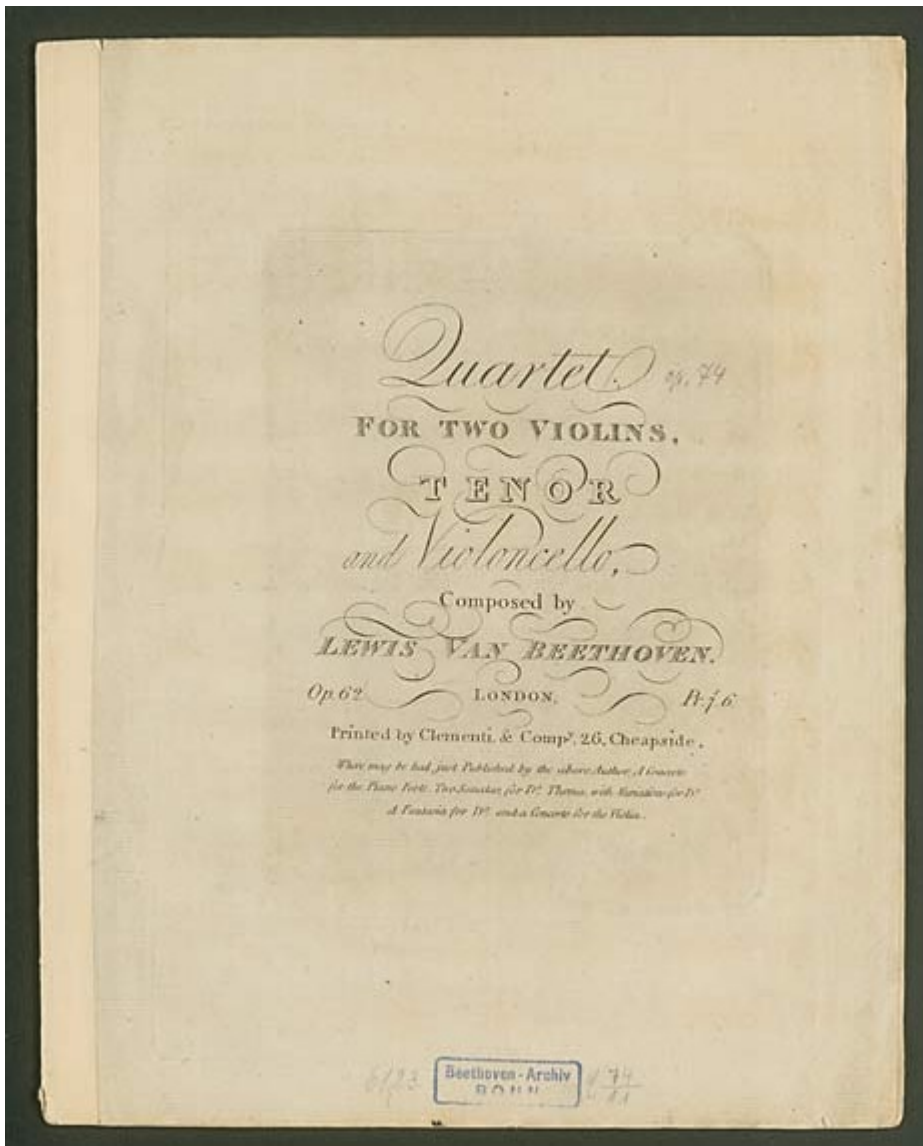 Quartet. op. 74
FOR TWO VIOLINS,
TENOR
and Violoncello,
Composed by
LEWIS VAN BEETHOVEN.
Op. 62 LONDON, Pr. 6
Printed by Clementi, & Compy. 26, Cheapside.
Where may be had just Published by the above Author, A Concerto
for the Piano Forte, Two Sonatas, for Do. Thema, with Variations for Do.
A Fantasia for Do. and a Concerto for the Violin.
Beethoven-Archiv
BONN